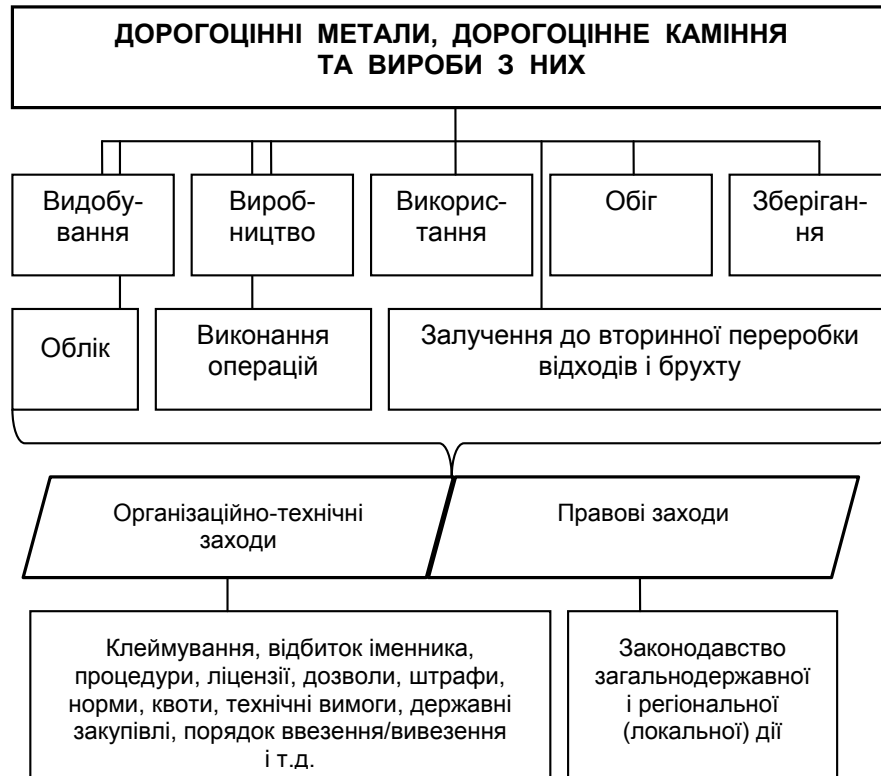 ДОРОГОЦІННІ МЕТАЛИ, ДОРОГОЦІННЕ КАМІННЯ
ТА ВИРОБИ З НИХ
Видобу-
вання
Вироб-
ництво
Викорис-
тання
Обіг
Зберіган-
ня
Облік
Виконання
операцій
Залучення до вторинної переробки
відходів і брухту
Організаційно-технічні
заходи
Правові заходи
Клеймування, відбиток іменника,
процедури, ліцензії, дозволи, штрафи,
норми, квоти, технічні вимоги, державні
закупівлі, порядок ввезення/вивезення
і т.д.
Законодавство
загальнодержавної
і регіональної
(локальної) дії